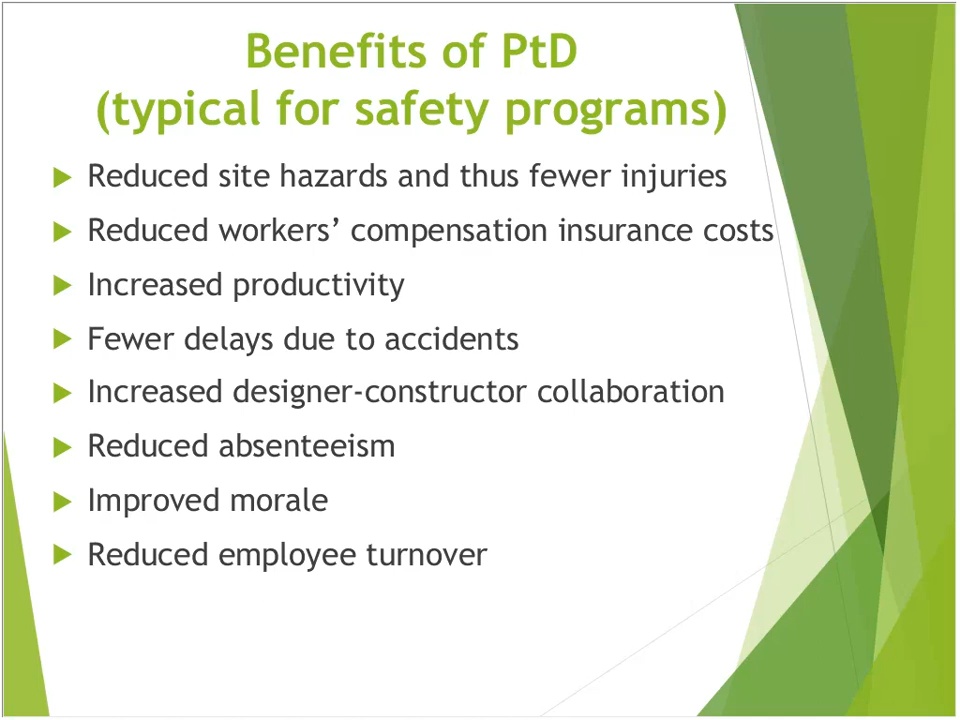 Benefits of PtD
(typical for safety programs)
Reduced site hazards and thus fewer injuries
Reduced workers’ compensation insurance costs
Increased productivity
Fewer delays due to accidents
Increased designer-constructor collaboration
Reduced absenteeism
Improved morale
Reduced employee turnover